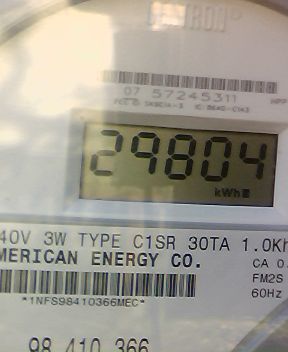 07 57245311
29804
kWh
40V 3W TYPE C1SR 30TA 1.0Kh
MERICAN ENERGY CO.
CA 0.
FM2S
60Hz
*1NFS98410366MEC*
98 410 366